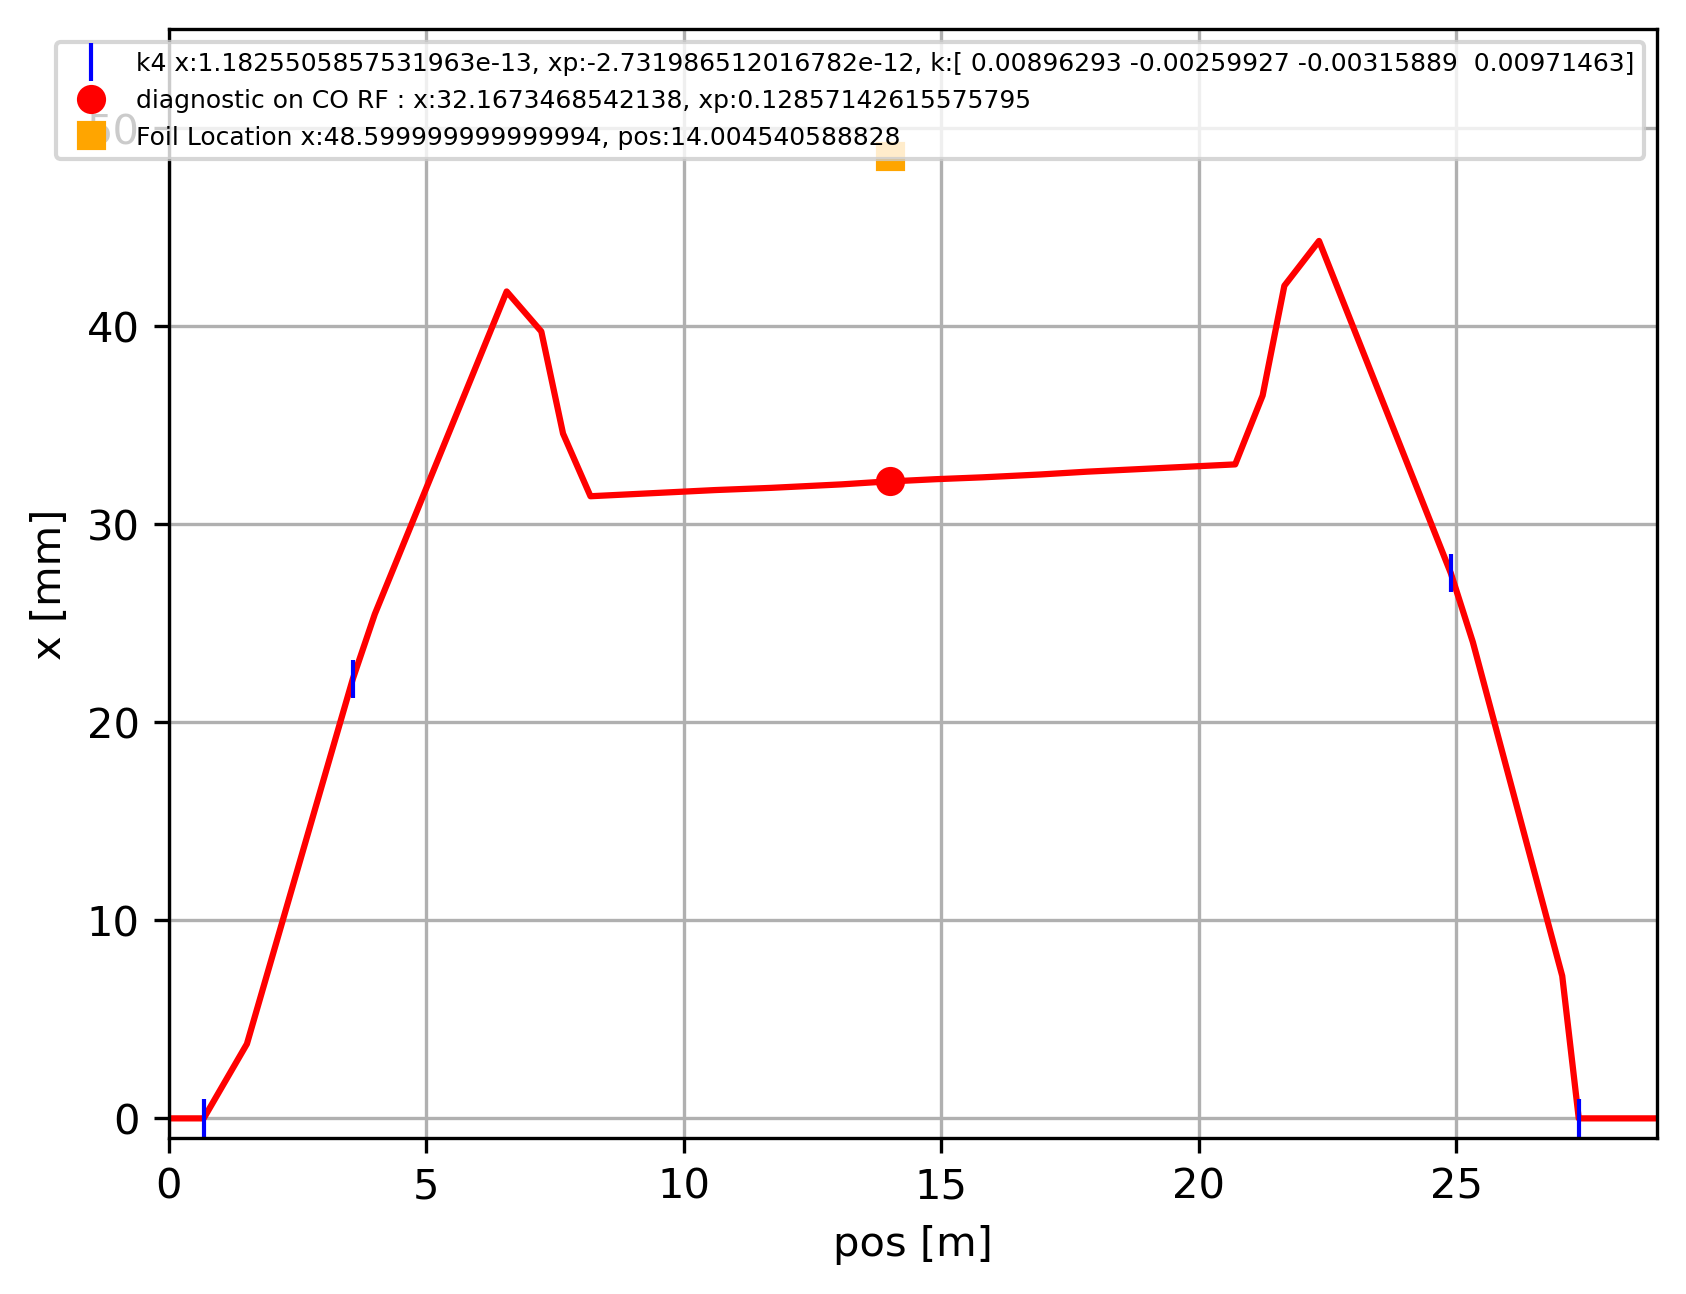 k4 x:1.1825505857531963e-13, xp:-2.731986512016782e-12, k:[ 0.00896293 -0.00259927 -0.00315889  0.00971463]
diagnostic on CO RF : x:32.1673468542138, xp:0.12857142615575795
Foil Location x:48.599999999999994, pos:14.004540588828
50
40
30
20
10
0
x [mm]
0 5 10 15 20 25
pos [m]